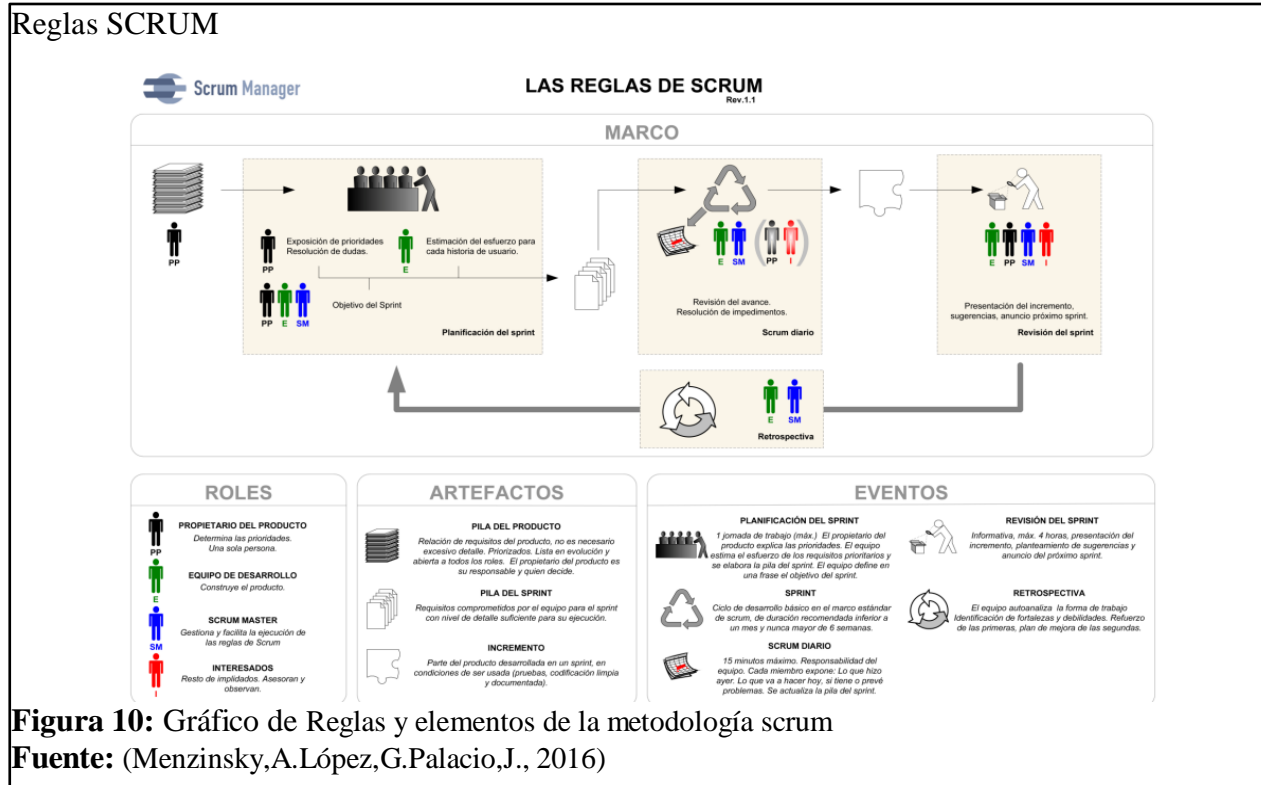 Reglas SCRUM
Scrum Manager
LAS REGLAS DE SCRUM
Rev.1.1
MARCO
PP
PP
Exposición de prioridades
Resolución de dudas.
E
Estimación del esfuerzo para
cada historia de usuario.
PP E SM
Objetivo del Sprint
Planificación del sprint
E SM (PP I)
Revisión del avance.
Resolución de impedimentos.
Scrum diario
E PP SM I
Presentación del incremento,
sugerencias, anuncio próximo sprint.
Revisión del sprint
E SM
Retrospectiva
ROLES
PP
PROPIETARIO DEL PRODUCTO
Determina las prioridades.
Una sola persona.
E
EQUIPO DE DESARROLLO
Construye el producto.
SM
SCRUM MASTER
Gestiona y facilita la ejecución de
las reglas de Scrum
I
INTERESADOS
Resto de implidados. Asesoran y
observan.
ARTEFACTOS
PILA DEL PRODUCTO
Relación de requisitos del producto, no es necesario
excesivo detalle. Priorizados. Lista en evolución y
abierta a todos los roles. El propietario del producto es
su responsable y quien decide.
PILA DEL SPRINT
Requisitos comprometidos por el equipo para el sprint
con nivel de detalle suficiente para su ejecución.
INCREMENTO
Parte del producto desarrollada en un sprint, en
condiciones de ser usada (pruebas, codificación limpia
y documentada).
EVENTOS
PLANIFICACIÓN DEL SPRINT
1 jornada de trabajo (máx.) El propietario del
producto explica las prioridades. El equipo
estima el esfuerzo de los requisitos prioritarios y
se elabora la pila del sprint. El equipo define en
una frase el objetivo del sprint.
SPRINT
Ciclo de desarrollo básico en el marco estándar
de scrum, de duración recomendada inferior a
un mes y nunca mayor de 6 semanas.
SCRUM DIARIO
15 minutos máximo. Responsabilidad del
equipo. Cada miembro expone: Lo que hizo
ayer. Lo que va a hacer hoy, si tiene o prevé
problemas. Se actualiza la pila del sprint.
REVISIÓN DEL SPRINT
Informativa, máx. 4 horas, presentación del
incremento, planteamiento de sugerencias y
anuncio del próximo sprint.
RETROSPECTIVA
El equipo autoanaliza la forma de trabajo
Identificación de fortalezas y debilidades. Refuerzo
de las primeras, plan de mejora de las segundas.
Figura 10: Gráfico de Reglas y elementos de la metodología scrum
Fuente: (Menzinsky,A.López,G.Palacio,J., 2016)